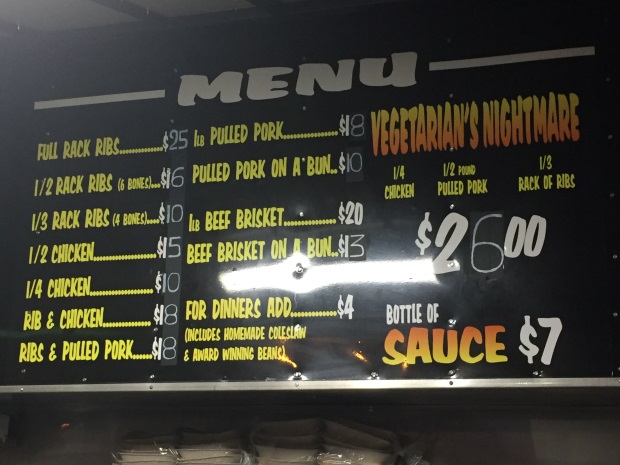 MENU
FULL RACK RIBS............$25
1/2 RACK RIBS (6 BONES)...$16
1/3 RACK RIBS (4 BONES)...$10
1/2 CHICKEN...............$15
1/4 CHICKEN...............$10
RIB & CHICKEN.............$18
RIBS & PULLED PORK....$18
1LB PULLED PORK............$18
PULLED PORK ON A BUN..$10
1LB BEEF BRISKET...........$20
BEEF BRISKET ON A BUN..$13
FOR DINNERS ADD..........$4
(INCLUDES HOMEMADE COLESLAW
& AWARD WINNING BEANS)
VEGETARIAN'S NIGHTMARE
1/4 CHICKEN
1/2 POUND PULLED PORK
1/3 RACK OF RIBS
$26.00
BOTTLE OF
SAUCE $7